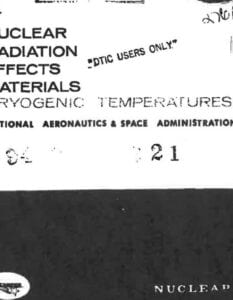 UCLEAR
ADIATION
FFECTS
"DTIC USERS ONLY"
ATERIALS
RYOGENIC TEMPERATURES
TIONAL AERONAUTICS & SPACE ADMINISTRATION
21
NUCLEAR